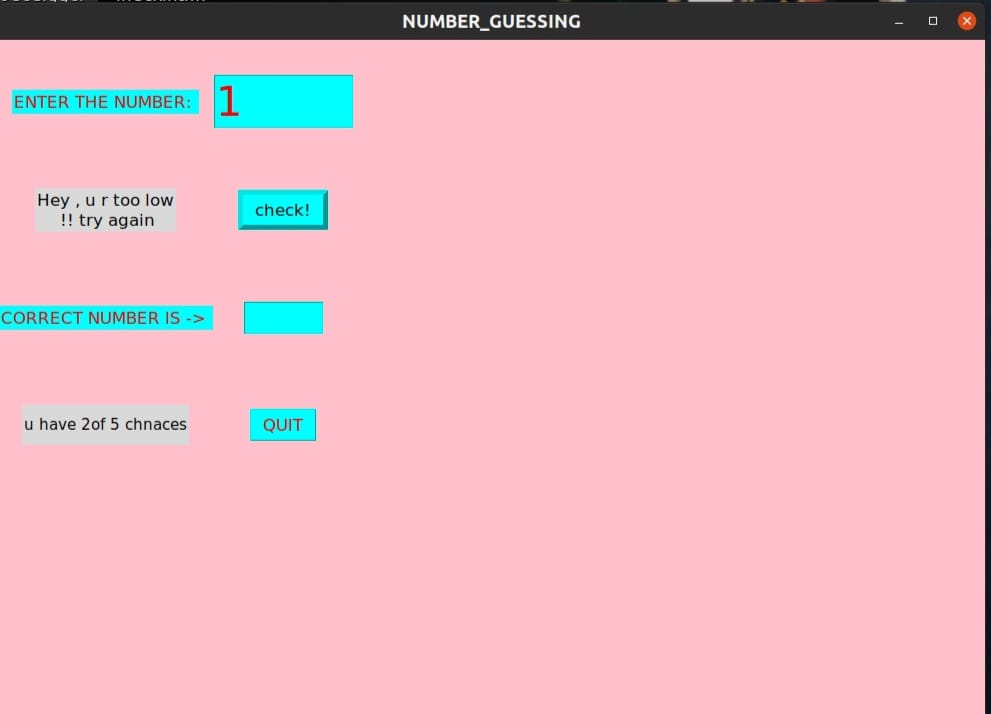 NUMBER_GUESSING
ENTER THE NUMBER:
1
Hey , u r too low
!! try again
check!
CORRECT NUMBER IS ->
u have 2of 5 chnaces
QUIT